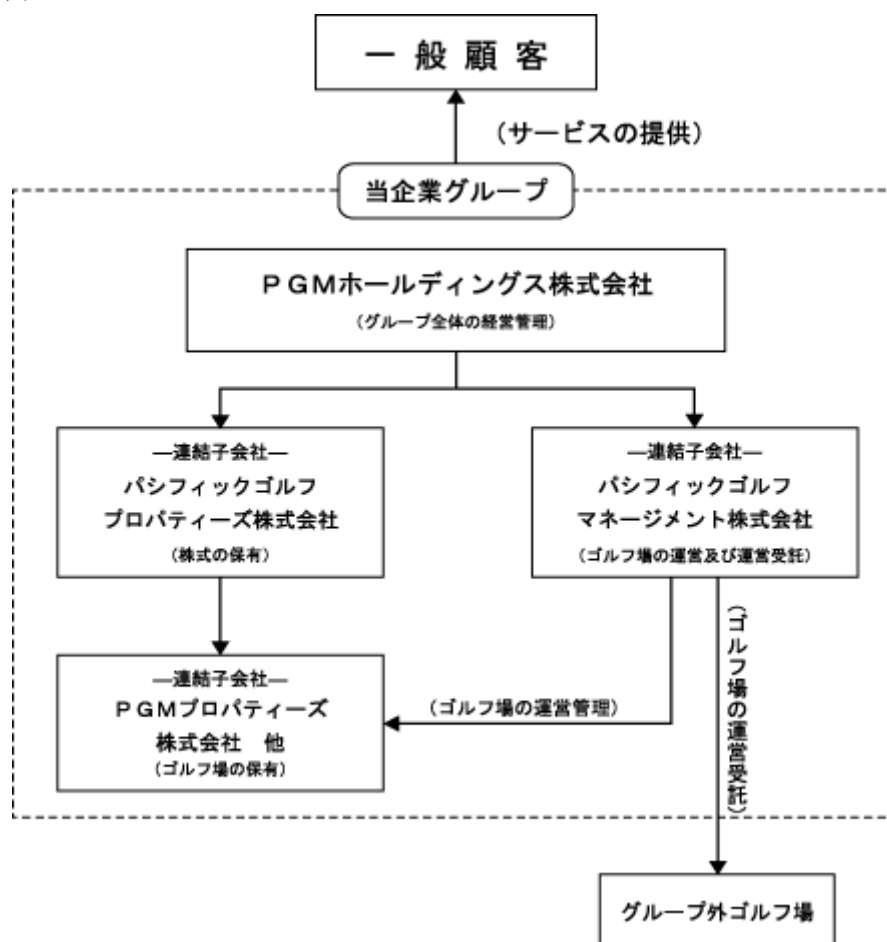 一般顧客
(サービスの提供)
当企業グループ
PGMホールディングス株式会社
(グループ全体の経営管理)
―連結子会社―
パシフィックゴルフ
プロパティーズ株式会社
(株式の保有)
―連結子会社―
パシフィックゴルフ
マネージメント株式会社
(ゴルフ場の運営及び運営受託)
―連結子会社―
PGMプロパティーズ
株式会社 他
(ゴルフ場の保有)
(ゴルフ場の運営管理)
(ゴルフ場の運営受託)
グループ外ゴルフ場